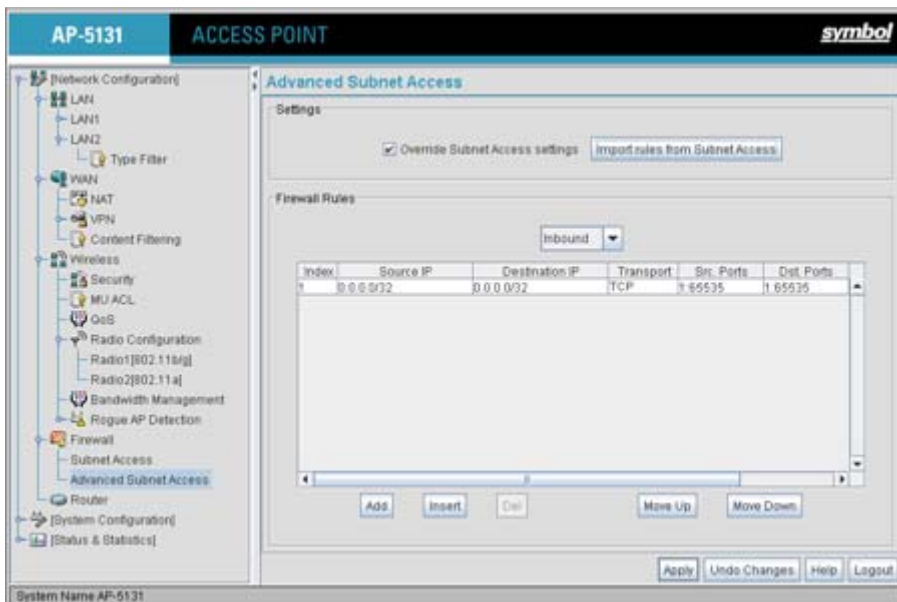 AP-5131 ACCESS POINT symbol
[Network Configuration]
LAN
LAN1
LAN2
Type Filter
WAN
NAT
VPN
Content Filtering
Wireless
Security
MU ACL
QoS
Radio Configuration
Radio1[802.11b/g]
Radio2[802.11a]
Bandwidth Management
Rogue AP Detection
Firewall
Subnet Access
Advanced Subnet Access
Router
[System Configuration]
[Status & Statistics]
Advanced Subnet Access
Settings
Override Subnet Access settings Import rules from Subnet Access
Firewall Rules
Inbound
Index Source IP Destination IP Transport Src. Ports Dst. Ports
1 0.0.0.0/32 0.0.0.0/32 TCP 1:65535 1:65535
Add Insert Del Move Up Move Down
Apply Undo Changes Help Logout
System Name AP-5131